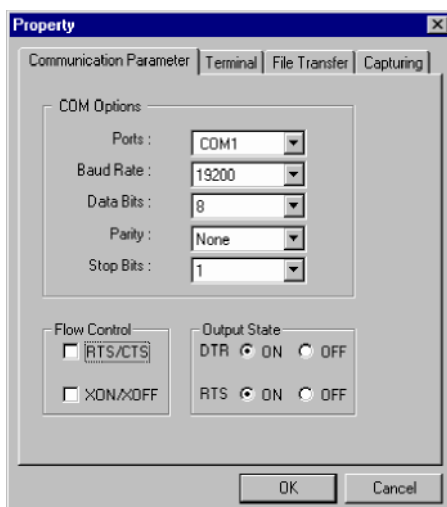 Property
Communication Parameter Terminal File Transfer Capturing
COM Options
Ports : COM1
Baud Rate : 19200
Data Bits : 8
Parity : None
Stop Bits : 1
Flow Control Output State
RTS/CTS DTR ON OFF
XON/XOFF RTS ON OFF
OK Cancel